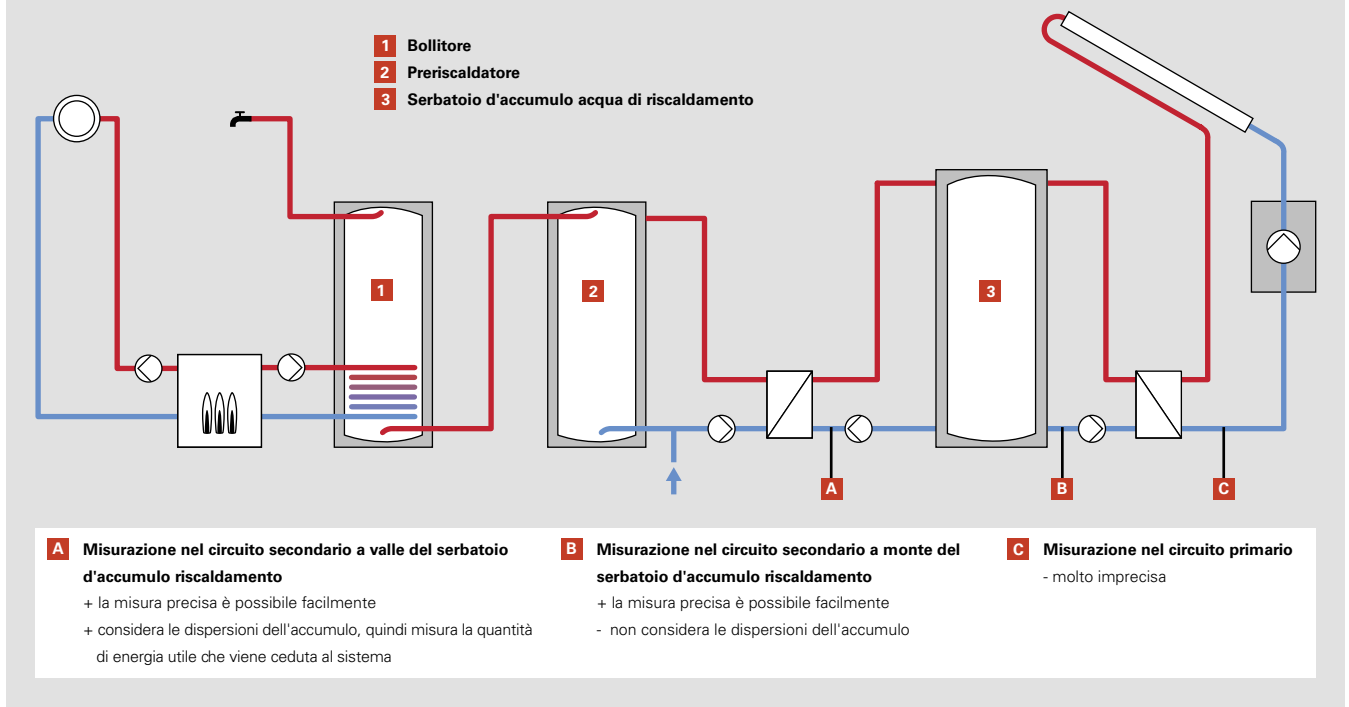 1 Bollitore
2 Preriscaldatore
3 Serbatoio d'accumulo acqua di riscaldamento
1
2
3
A
B
C
A Misurazione nel circuito secondario a valle del serbatoio
d'accumulo riscaldamento
+ la misura precisa è possibile facilmente
+ considera le dispersioni dell'accumulo, quindi misura la quantità
di energia utile che viene ceduta al sistema
B Misurazione nel circuito secondario a monte del
serbatoio d'accumulo riscaldamento
+ la misura precisa è possibile facilmente
- non considera le dispersioni dell'accumulo
C Misurazione nel circuito primario
- molto imprecisa